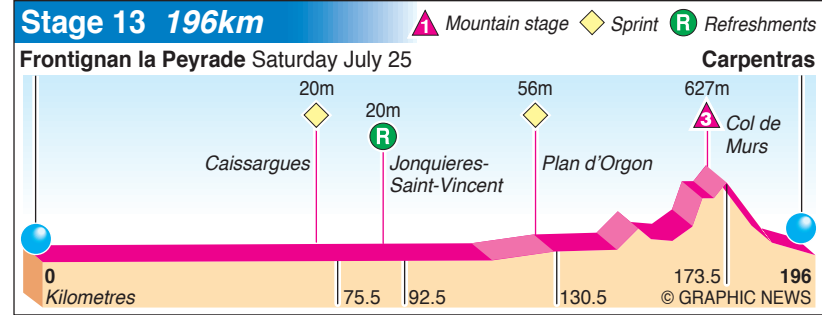 Stage 13 196km
1 Mountain stage Sprint R Refreshments
Frontignan la Peyrade Saturday July 25
Carpentras
20m
56m
627m
20m
R
3
Col de
Murs
Caissargues
Jonquieres-
Saint-Vincent
Plan d'Orgon
0
173.5
196
Kilometres
75.5
92.5
130.5
© GRAPHIC NEWS